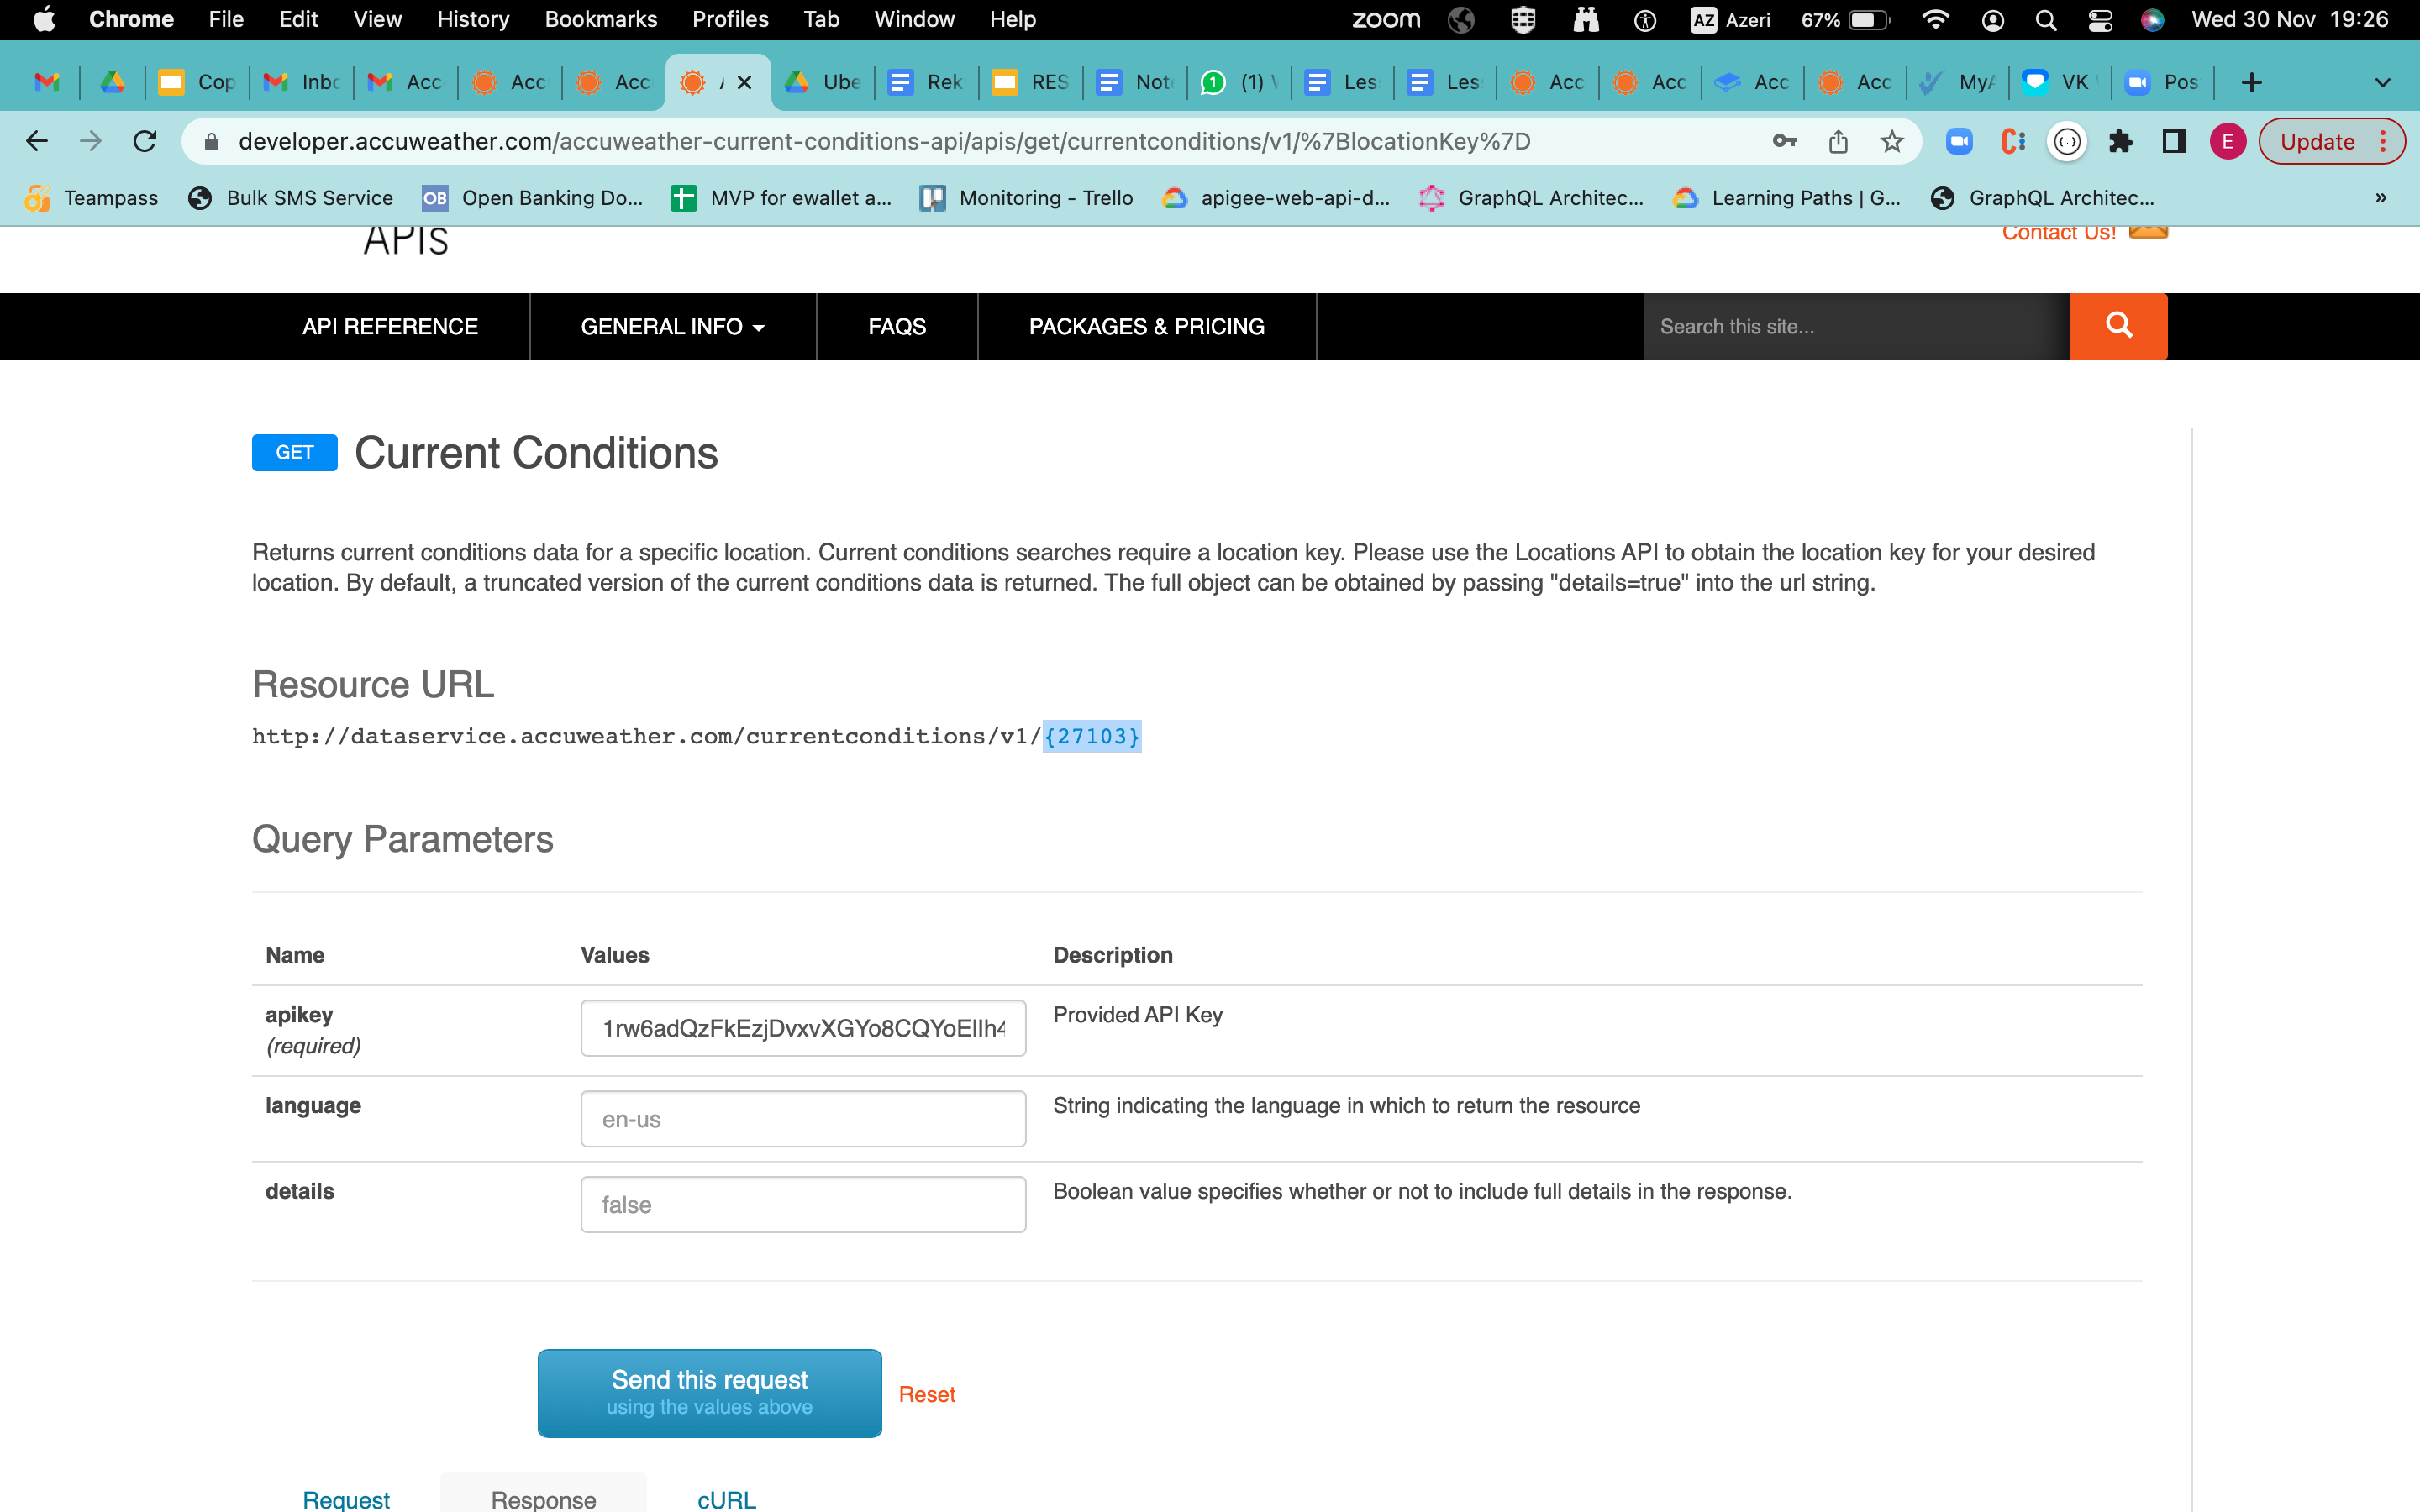 Chrome File Edit View History Bookmarks Profiles Tab Window Help zoom AZ Azeri 67% Wed 30 Nov 19:26
Cop Inbo Acc Acc Acc Ube Rek RES Not (1) Les Les Acc Acc Acc Acc MyA VK Pos
developer.accuweather.com/accuweather-current-conditions-api/apis/get/currentconditions/v1/%7BlocationKey%7D E Update
Teampass Bulk SMS Service OB Open Banking Do... MVP for ewallet a... Monitoring - Trello apigee-web-api-d... GraphQL Architec... Learning Paths | G... GraphQL Architec... »
APIs Contact Us!
API REFERENCE GENERAL INFO FAQS PACKAGES & PRICING Search this site...
GET Current Conditions
Returns current conditions data for a specific location. Current conditions searches require a location key. Please use the Locations API to obtain the location key for your desired
location. By default, a truncated version of the current conditions data is returned. The full object can be obtained by passing "details=true" into the url string.
Resource URL
http://dataservice.accuweather.com/currentconditions/v1/{27103}
Query Parameters
Name Values Description
apikey 1rw6adQzFkEzjDvxvXGYo8CQYoEIIh4 Provided API Key
(required)
language en-us String indicating the language in which to return the resource
details false Boolean value specifies whether or not to include full details in the response.
Send this request
using the values above
Reset
Request Response cURL